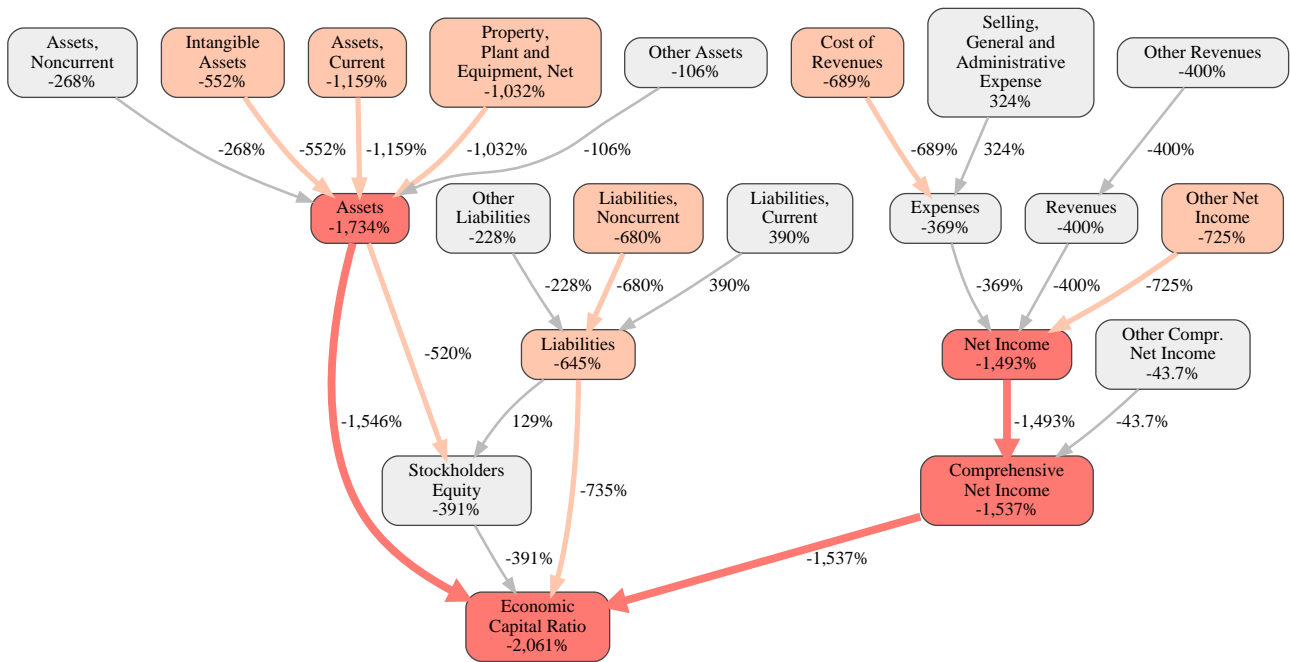 Assets,
Noncurrent
-268%
Intangible
Assets
-552%
Assets,
Current
-1,159%
Property,
Plant and
Equipment, Net
-1,032%
Other Assets
-106%
Cost of
Revenues
-689%
Selling,
General and
Administrative
Expense
324%
Other Revenues
-400%
-268%
-552%
-1,159%
-1,032%
-106%
-689%
324%
-400%
Assets
-1,734%
Other
Liabilities
-228%
Liabilities,
Noncurrent
-680%
Liabilities,
Current
390%
Expenses
-369%
Revenues
-400%
Other Net
Income
-725%
-228%
-680%
390%
-369%
-400%
-725%
-520%
Liabilities
-645%
Net Income
-1,493%
Other Compr.
Net Income
-43.7%
-1,546%
129%
-1,493%
-43.7%
Stockholders
Equity
-391%
-735%
Comprehensive
Net Income
-1,537%
-391%
-1,537%
Economic
Capital Ratio
-2,061%